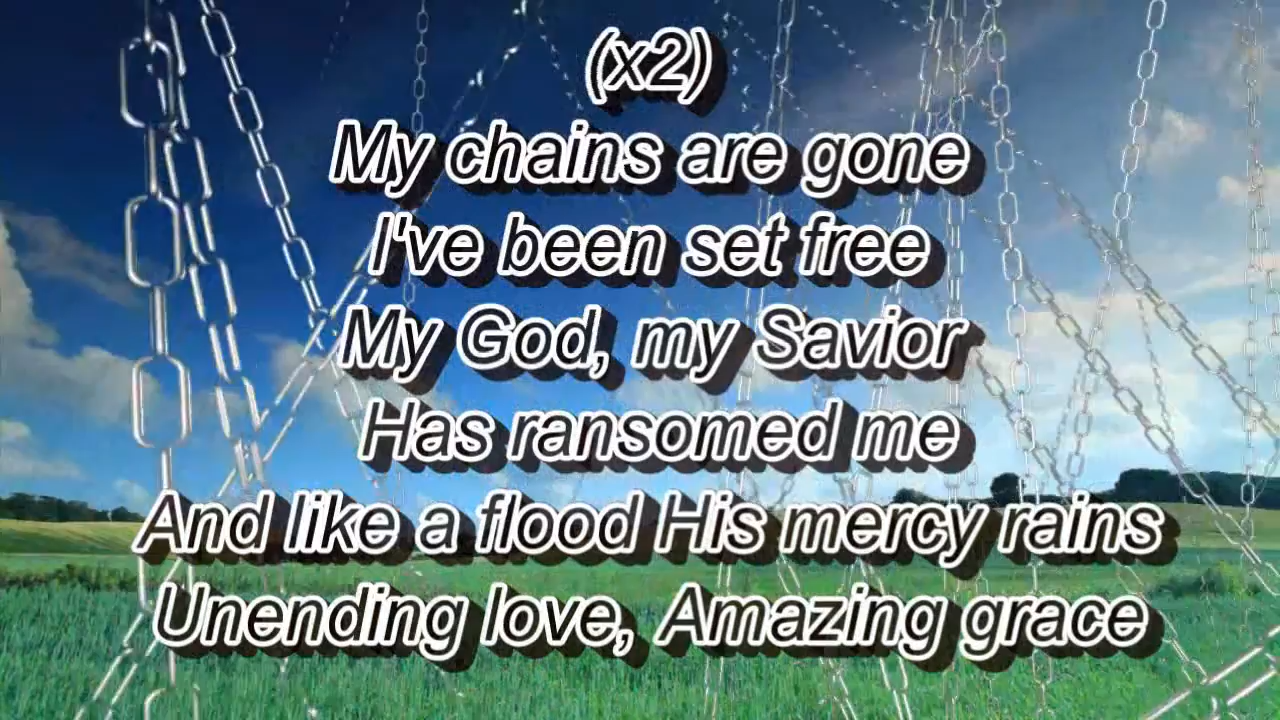 (x2)
My chains are gone
I've been set free
My God, my Savior
Has ransomed me
And like a flood His mercy rains
Unending love, Amazing grace